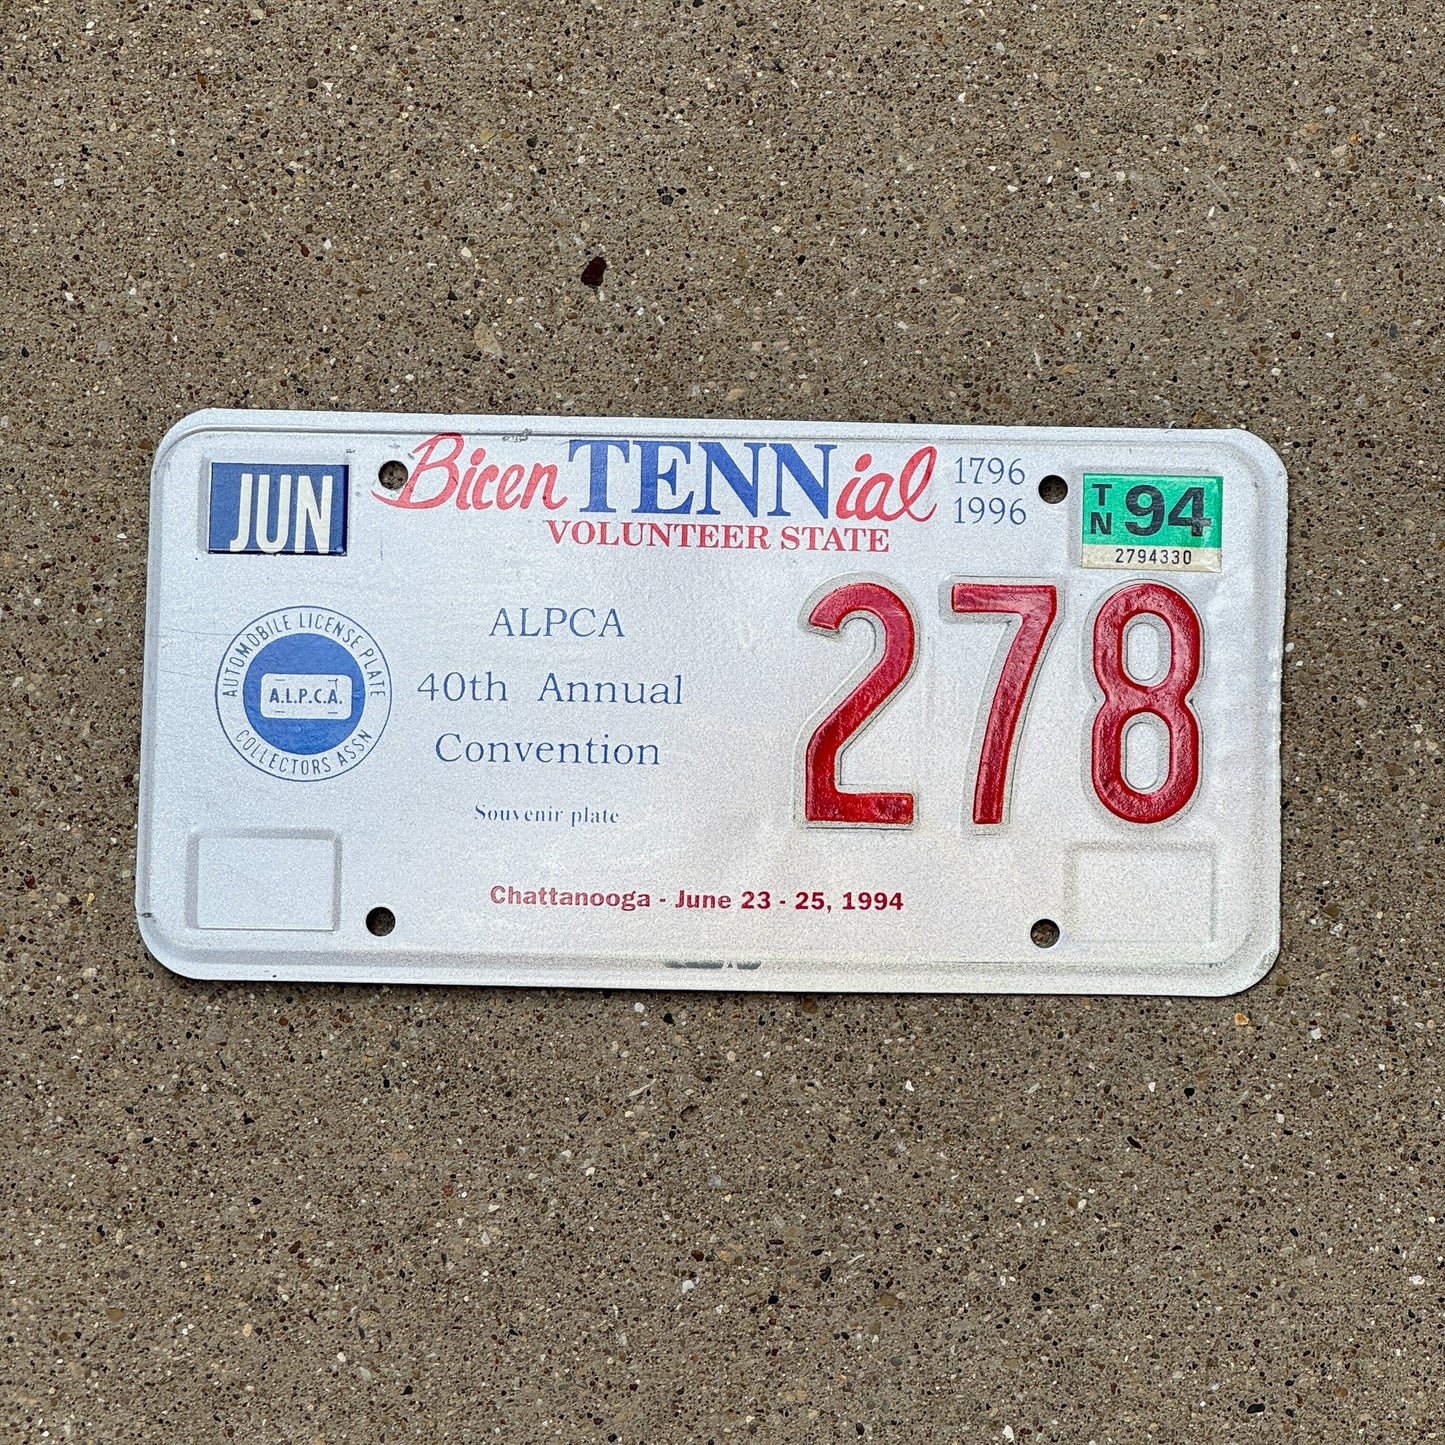 JUN
BicenTENNial
1796
1996
VOLUNTEER STATE
TN 94
2794330
AUTOMOBILE LICENSE PLATE
A.L.P.C.A.
COLLECTORS ASSN
ALPCA
40th Annual
Convention
Souvenir plate
278
Chattanooga - June 23 - 25, 1994